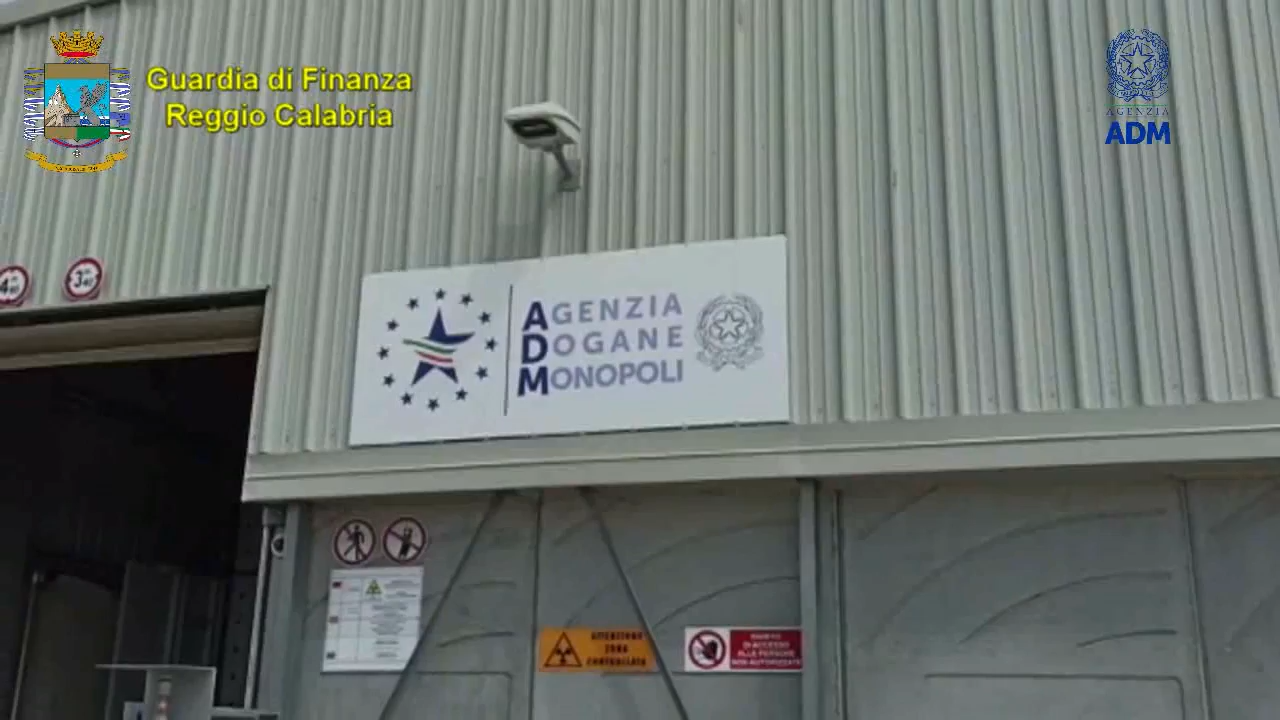 Guardia di Finanza
Reggio Calabria
AGENZIA
ADM
AGENZIA
DOGANE
MONOPOLI
ATTENZIONE
ZONA
CONTROLLATA
DIVIETO
DI ACCESSO
ALLE PERSONE
NON AUTORIZZATE